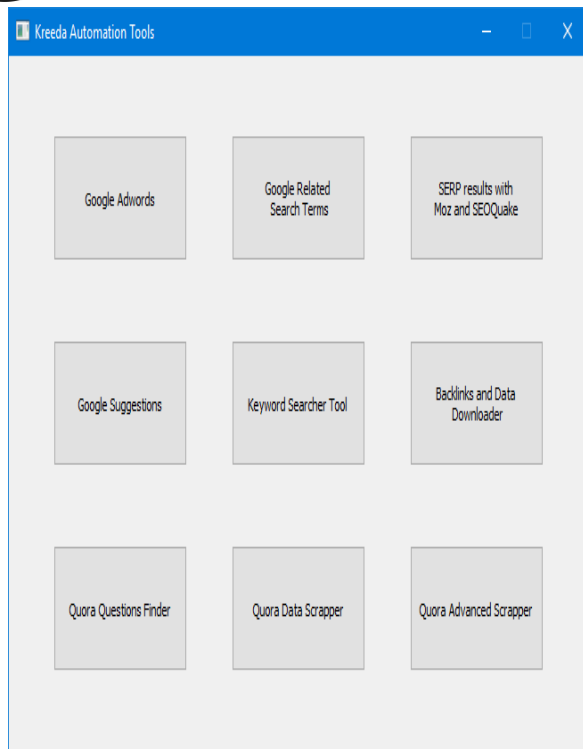 Kreeda Automation Tools
Google Adwords
Google Related
Search Terms
SERP results with
Moz and SEOQuake
Google Suggestions
Keyword Searcher Tool
Backlinks and Data
Downloader
Quora Questions Finder
Quora Data Scrapper
Quora Advanced Scrapper